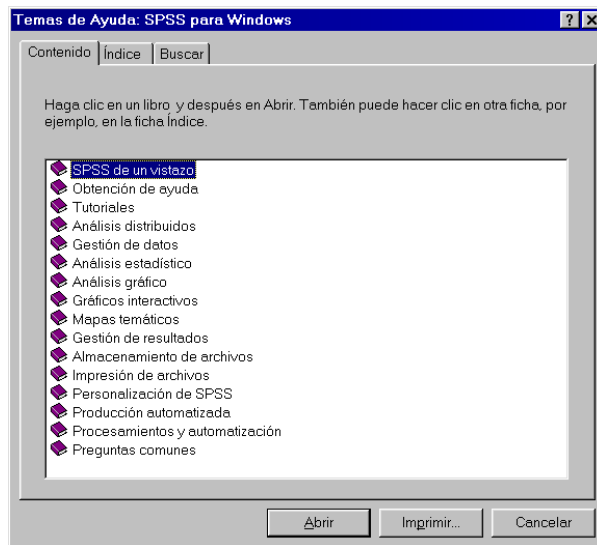 Temas de Ayuda: SPSS para Windows
Contenido Índice Buscar
Haga clic en un libro y después en Abrir. También puede hacer clic en otra ficha, por
ejemplo, en la ficha Índice.
SPSS de un vistazo
Obtención de ayuda
Tutoriales
Análisis distribuidos
Gestión de datos
Análisis estadístico
Análisis gráfico
Gráficos interactivos
Mapas temáticos
Gestión de resultados
Almacenamiento de archivos
Impresión de archivos
Personalización de SPSS
Producción automatizada
Procesamientos y automatización
Preguntas comunes
Abrir Imprimir... Cancelar